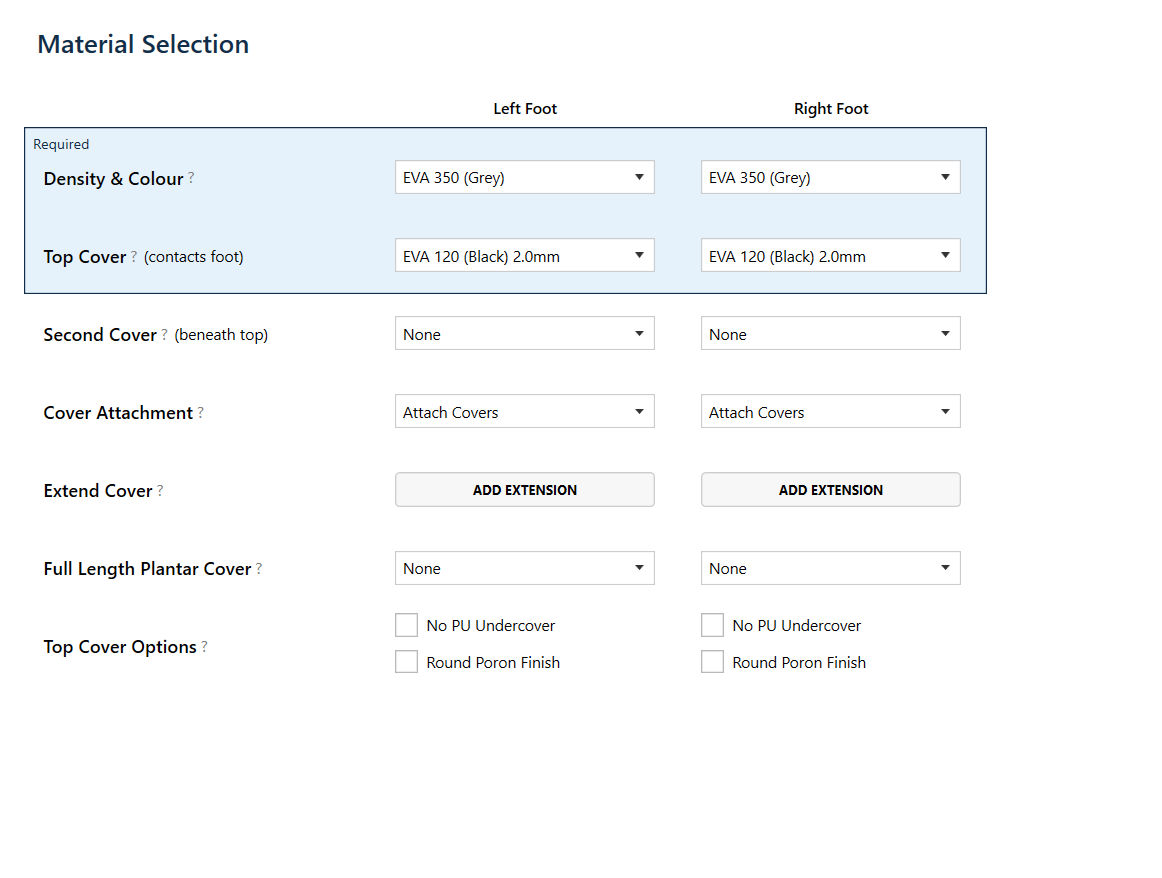 Material Selection
Left Foot Right Foot
Required
Density & Colour ? EVA 350 (Grey) EVA 350 (Grey)
Top Cover ? (contacts foot) EVA 120 (Black) 2.0mm EVA 120 (Black) 2.0mm
Second Cover ? (beneath top) None None
Cover Attachment ? Attach Covers Attach Covers
Extend Cover ? ADD EXTENSION ADD EXTENSION
Full Length Plantar Cover ? None None
No PU Undercover No PU Undercover
Top Cover Options ?
Round Poron Finish Round Poron Finish